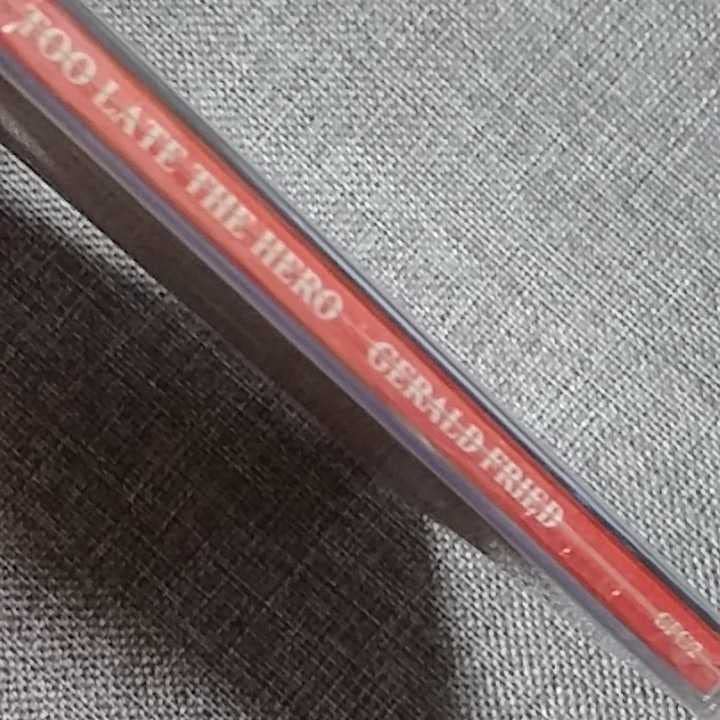 TOO LATE THE HERO — GERALD FRIED